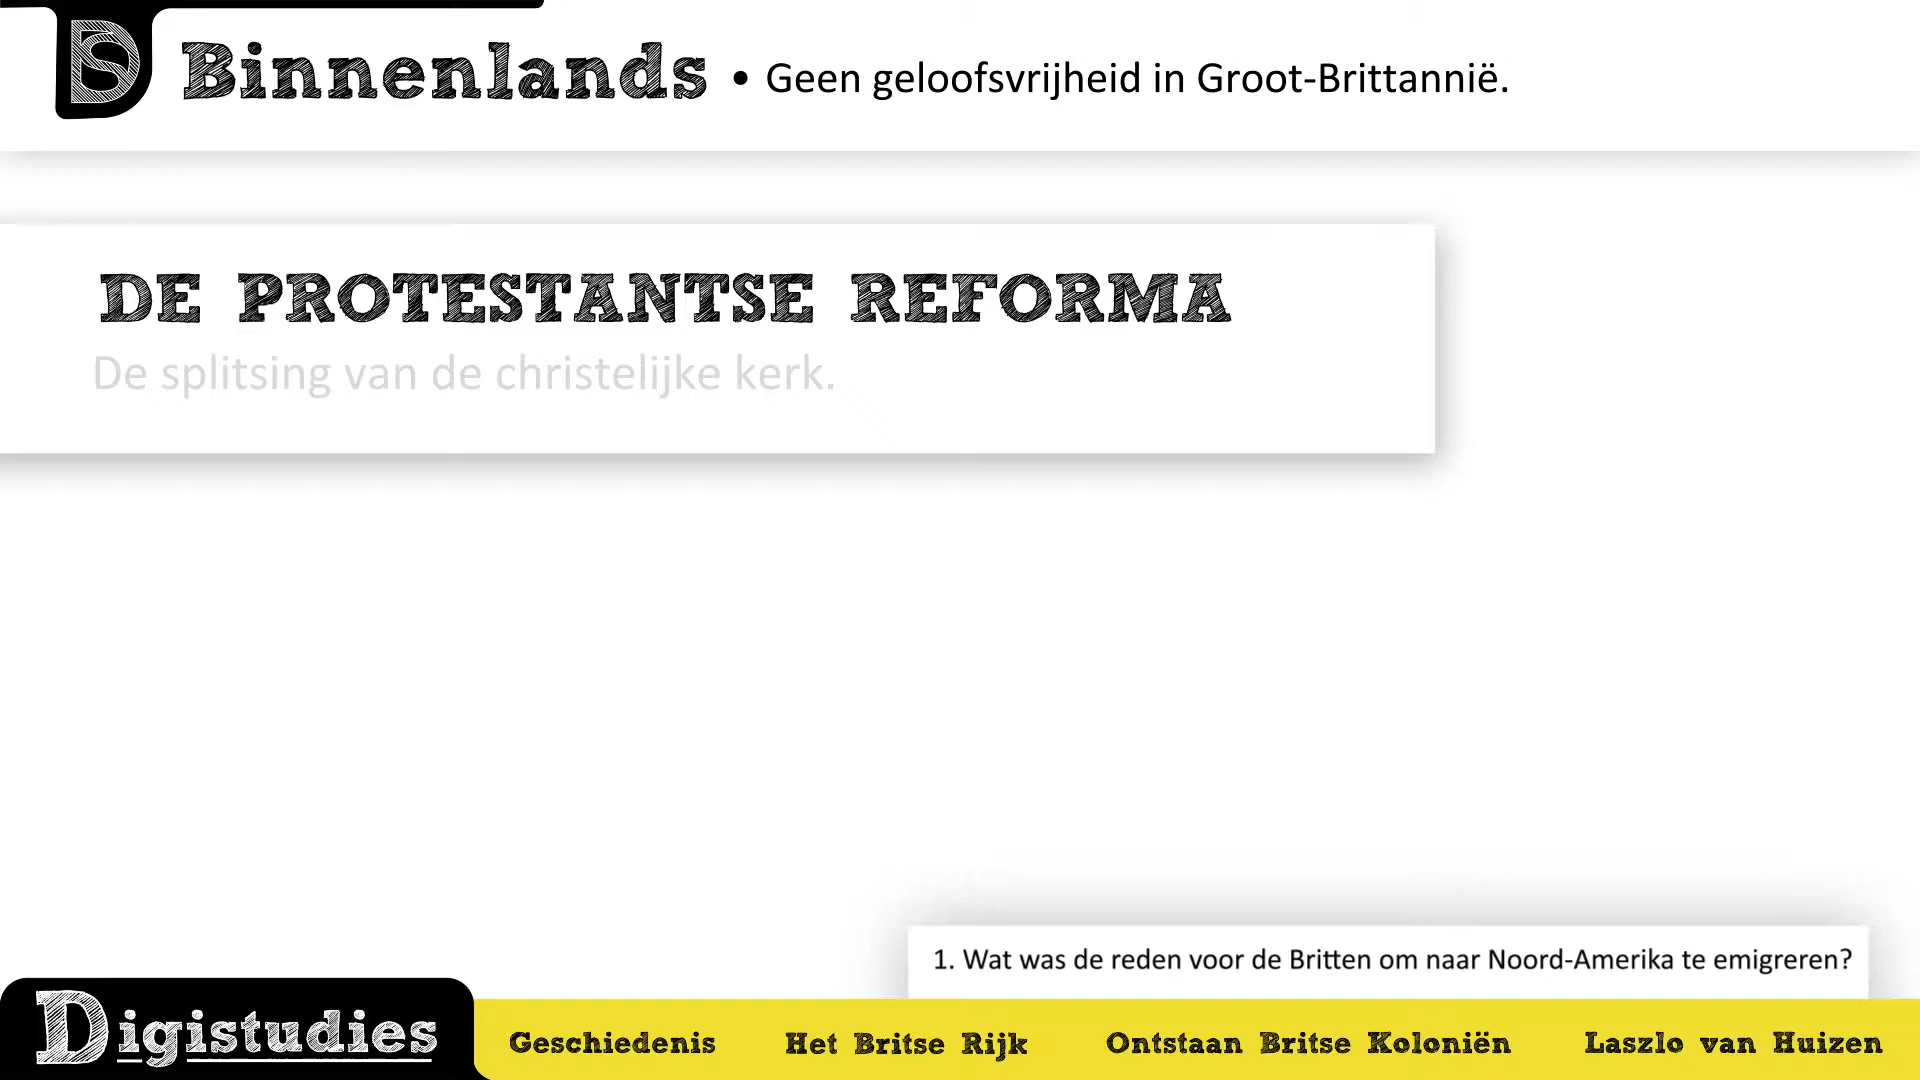 DS Binnenlands • Geen geloofsvrijheid in Groot-Brittannië.
DE PROTESTANTSE REFORMA
De splitsing van de christelijke kerk.
1. Wat was de reden voor de Britten om naar Noord-Amerika te emigreren?
Digistudies Geschiedenis Het Britse Rijk Ontstaan Britse Koloniën Laszlo van Huizen